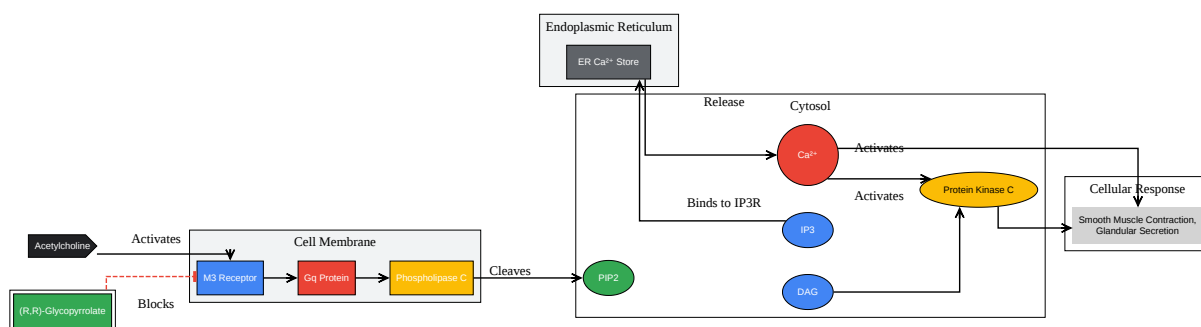 Endoplasmic Reticulum
ER Ca²⁺ Store
Release
Cytosol
Ca²⁺
Activates
Protein Kinase C
Activates
Binds to IP3R
Cellular Response
Smooth Muscle Contraction,
Glandular Secretion
IP3
Acetylcholine
Activates
Cell Membrane
M3 Receptor
Gq Protein
Phospholipase C
Cleaves
PIP2
DAG
Blocks
(R,R)-Glycopyrrolate